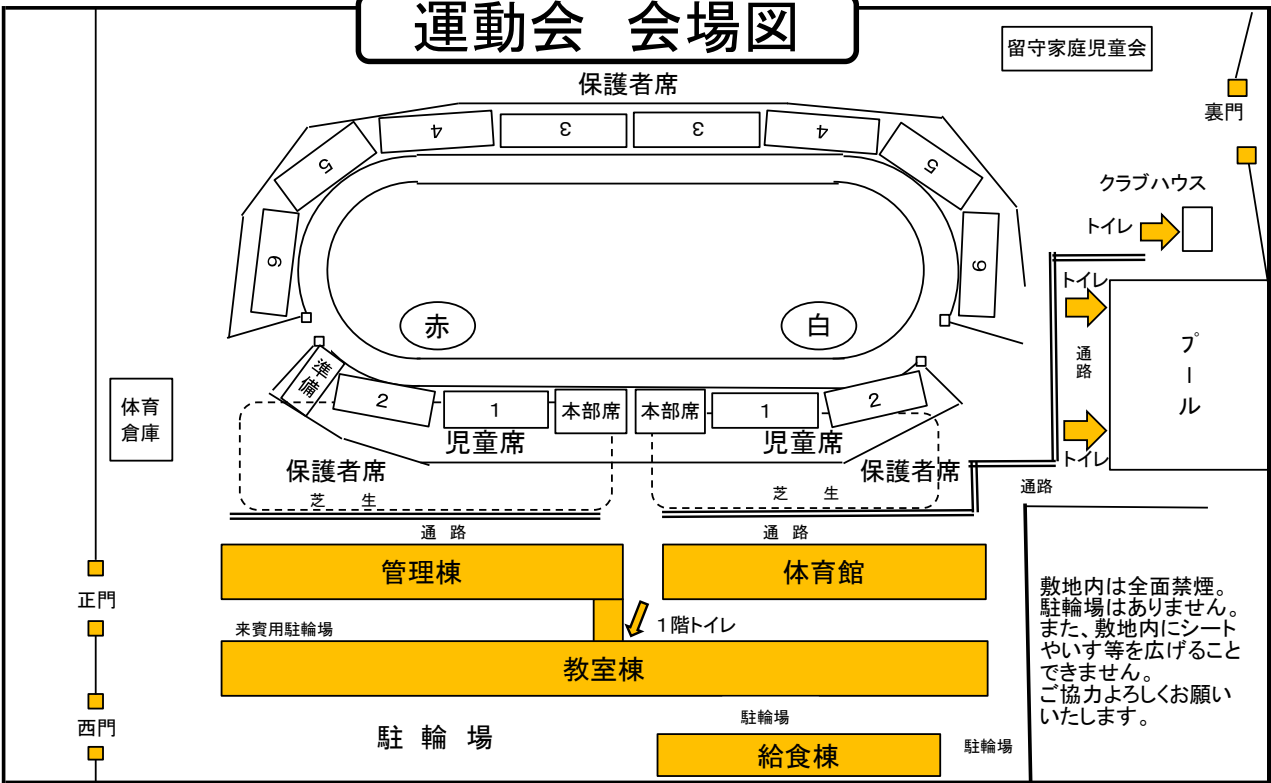 運動会 会場図
留守家庭児童会
保護者席
裏門
4
3
3
4
5
5
クラブハウス
トイレ
6
6
トイレ
赤
白
プール
通路
準備
2
1
本部席
本部席
1
2
体育
倉庫
児童席
児童席
トイレ
保護者席
保護者席
芝 生
芝 生
通路
通 路
通 路
管理棟
体育館
正門
来賓用駐輪場
1階トイレ
教室棟
敷地内は全面禁煙。
駐輪場はありません。
また、敷地内にシート
やいす等を広げること
できません。
ご協力よろしくお願い
いたします。
西門
駐 輪 場
駐輪場
給食棟
駐輪場